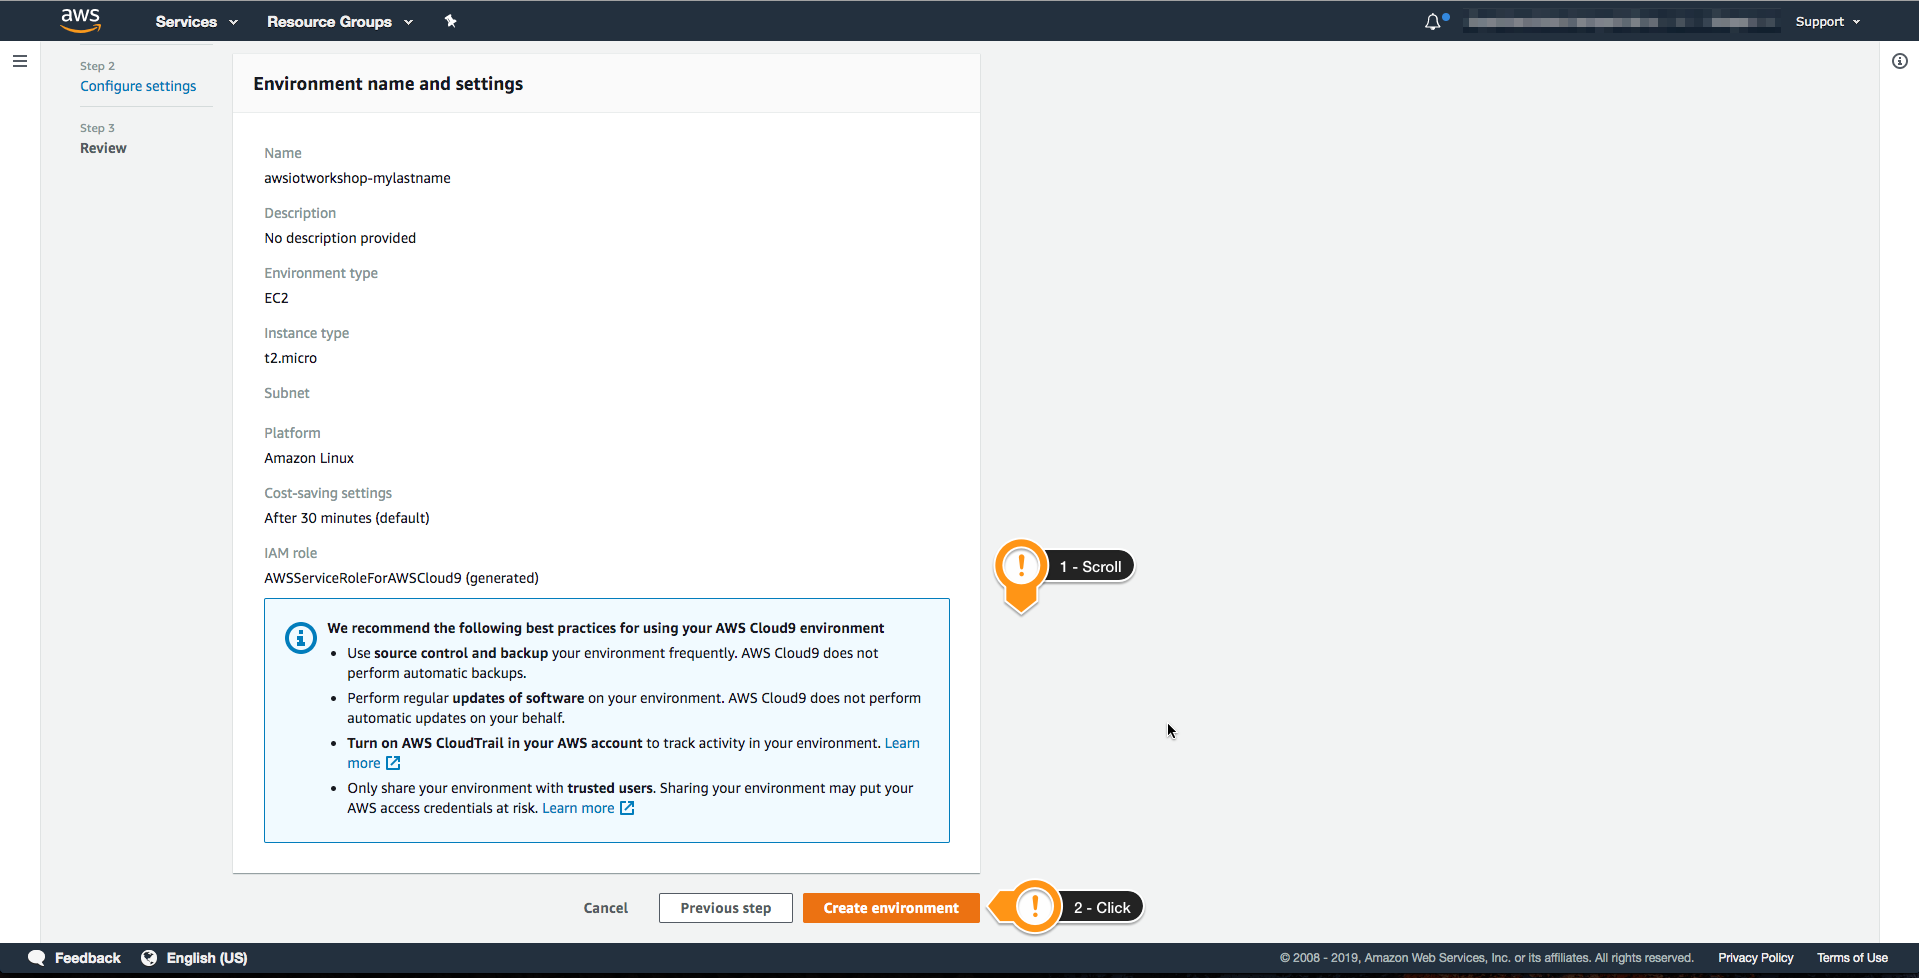 aws Services Resource Groups Support
Step 2
Configure settings
Step 3
Review
Environment name and settings
Name
awsiotworkshop-mylastname
Description
No description provided
Environment type
EC2
Instance type
t2.micro
Subnet
Platform
Amazon Linux
Cost-saving settings
After 30 minutes (default)
IAM role
AWSServiceRoleForAWSCloud9 (generated)
! 1 - Scroll
We recommend the following best practices for using your AWS Cloud9 environment
• Use source control and backup your environment frequently. AWS Cloud9 does not
perform automatic backups.
• Perform regular updates of software on your environment. AWS Cloud9 does not perform
automatic updates on your behalf.
• Turn on AWS CloudTrail in your AWS account to track activity in your environment. Learn
more
• Only share your environment with trusted users. Sharing your environment may put your
AWS access credentials at risk. Learn more
Cancel Previous step Create environment ! 2 - Click
Feedback English (US) © 2008 - 2019, Amazon Web Services, Inc. or its affiliates. All rights reserved. Privacy Policy Terms of Use